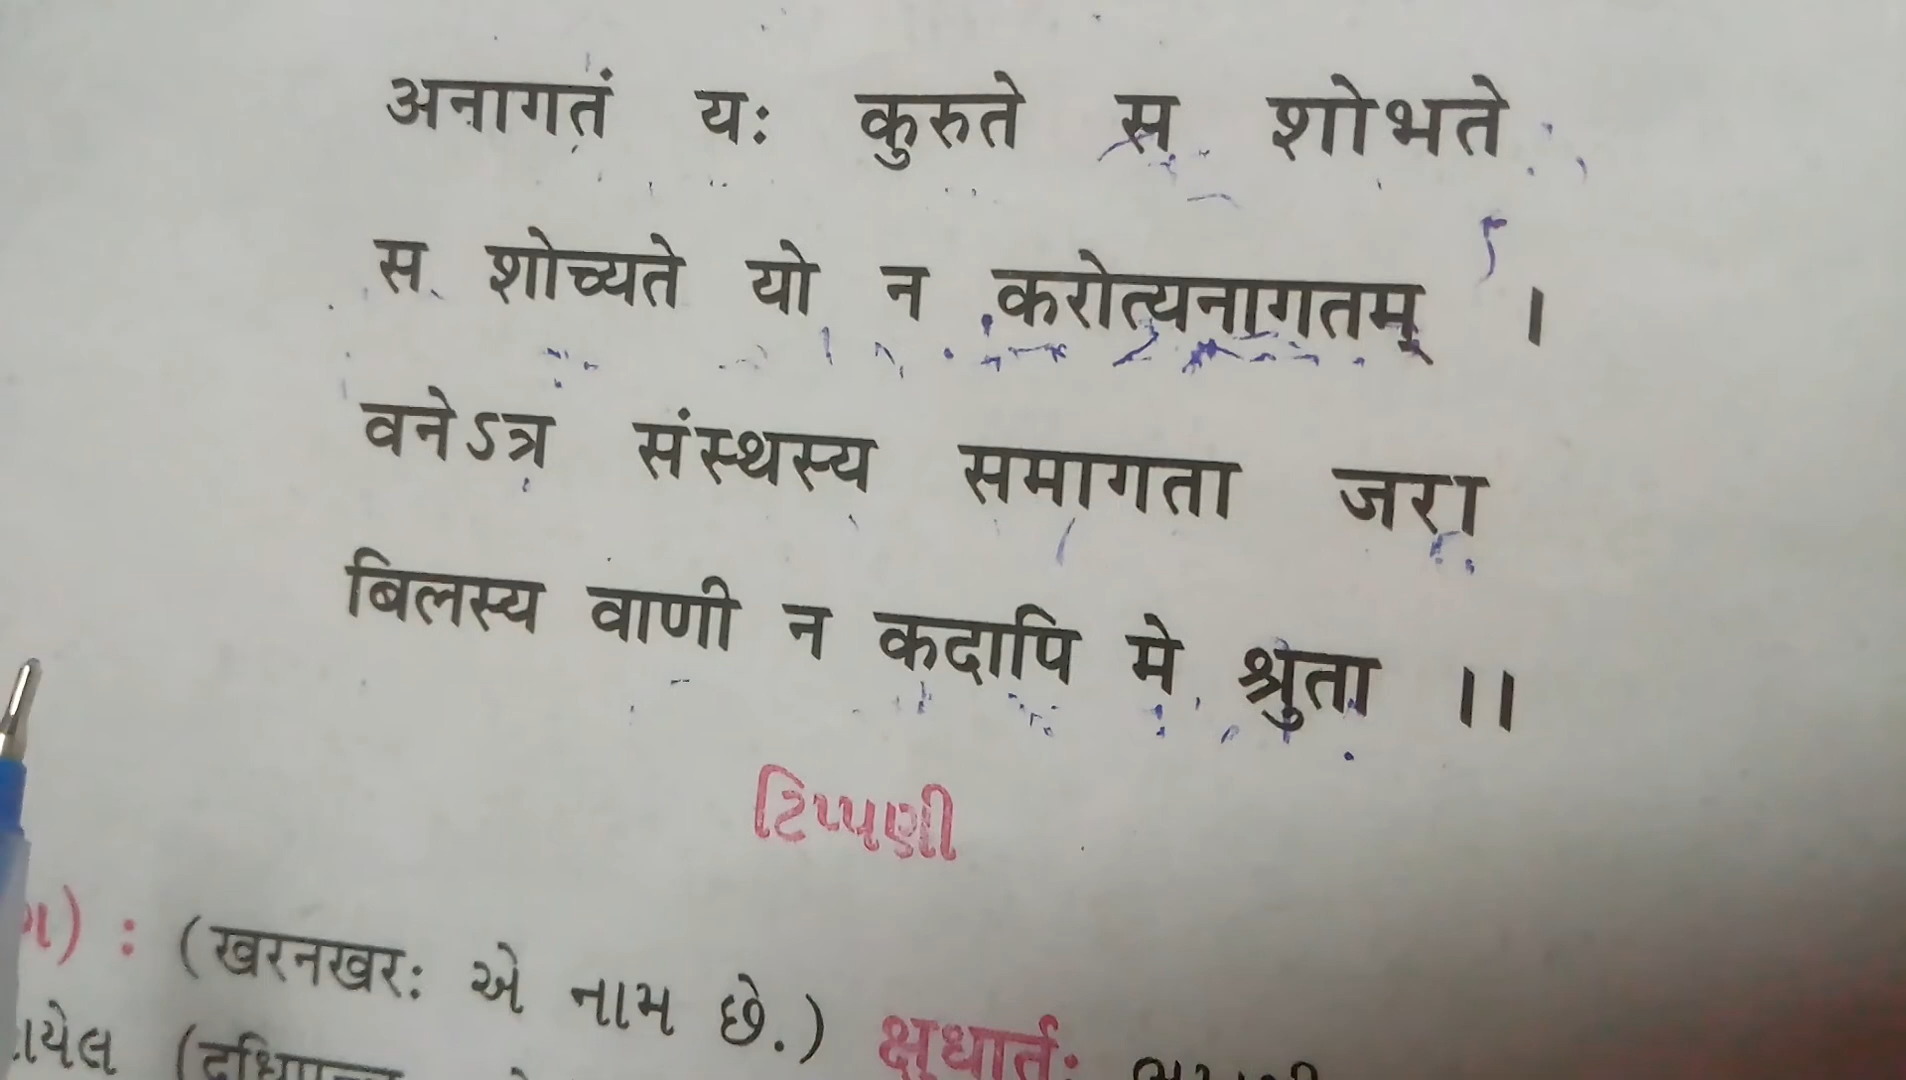 अनागतं यः कुरुते स शोभते
स शोच्यते यो न करोत्यनागतम् ।
वनेऽत्र संस्थस्य समागता जरा
बिलस्य वाणी न कदापि मे श्रुता ।।
ટિપ્પણી
(खरनखरः એ નામ છે.) क्षुधार्तः